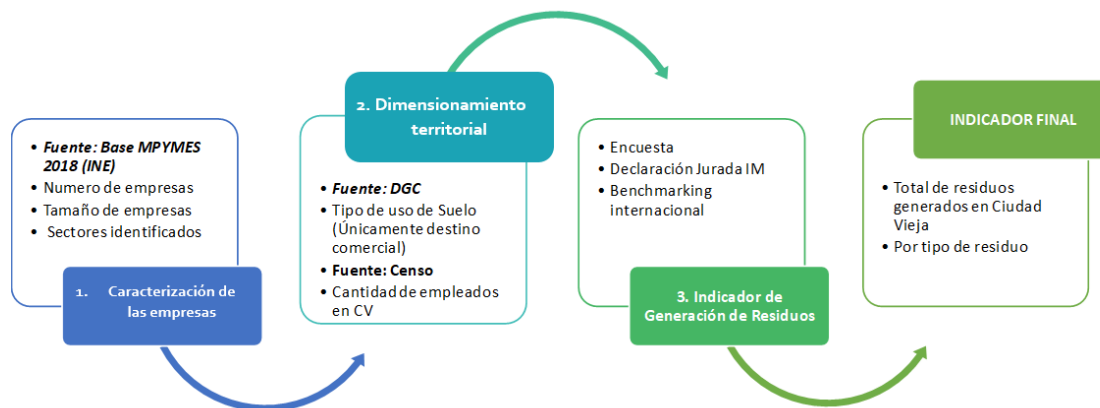 • Fuente: Base MPYMES
2018 (INE)
• Numero de empresas
• Tamaño de empresas
• Sectores identificados
1. Caracterización de
las empresas
2. Dimensionamiento
territorial
• Fuente: DGC
• Tipo de uso de Suelo
(Únicamente destino
comercial)
• Fuente: Censo
• Cantidad de empleados
en CV
• Encuesta
• Declaración Jurada IM
• Benchmarking
internacional
3. Indicador de
Generación de Residuos
INDICADOR FINAL
• Total de residuos
generados en Ciudad
Vieja
• Por tipo de residuo